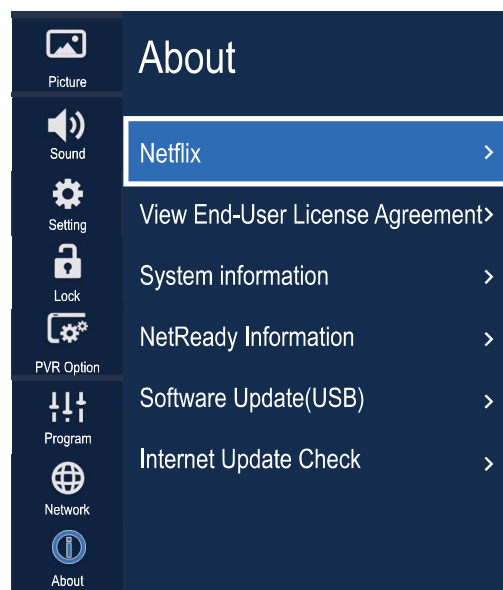 Picture
Sound
Setting
Lock
PVR Option
Program
Network
About
About
Netflix
View End-User License Agreement
System information
NetReady Information
Software Update(USB)
Internet Update Check